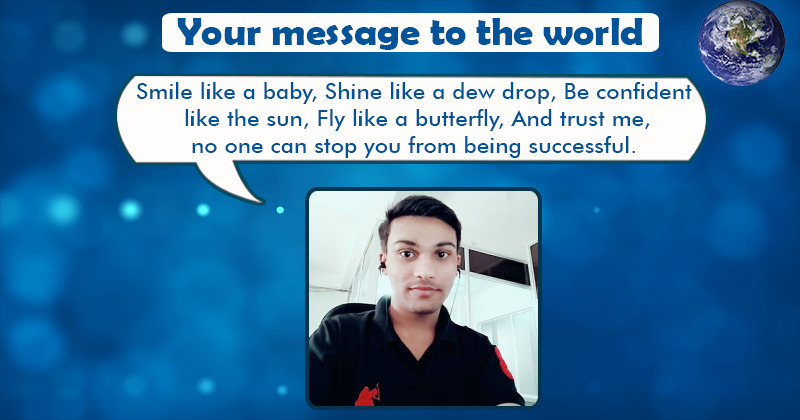 Your message to the world
Smile like a baby, Shine like a dew drop, Be confident
like the sun, Fly like a butterfly, And trust me,
no one can stop you from being successful.